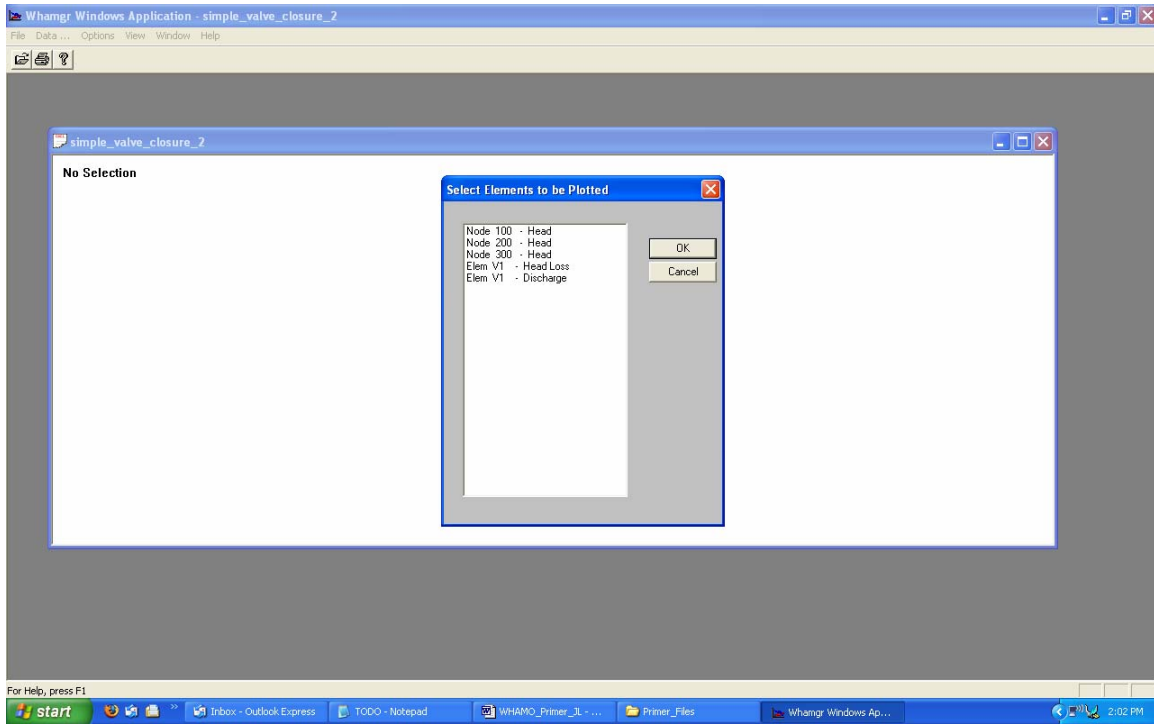 Whamgr Windows Application - simple_valve_closure_2
File Data ... Options View Window Help
simple_valve_closure_2
No Selection
Select Elements to be Plotted
Node 100 - Head
Node 200 - Head
Node 300 - Head
Elem V1 - Head Loss
Elem V1 - Discharge
OK
Cancel
For Help, press F1
start
Inbox - Outlook Express
TODO - Notepad
WHAMO_Primer_JL - ...
Primer_Files
Whamgr Windows Ap...
2:02 PM